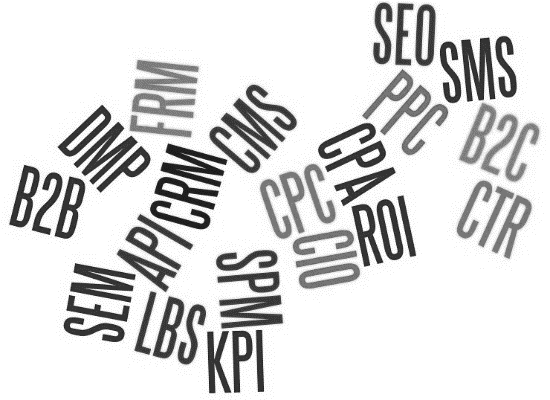 SEO
SMS
FRM
PPC
CMS
B2C
DMP
CPA
CRM
B2B
CPC
CTR
ROI
API
CIO
SEM
SPM
LBS
KPI